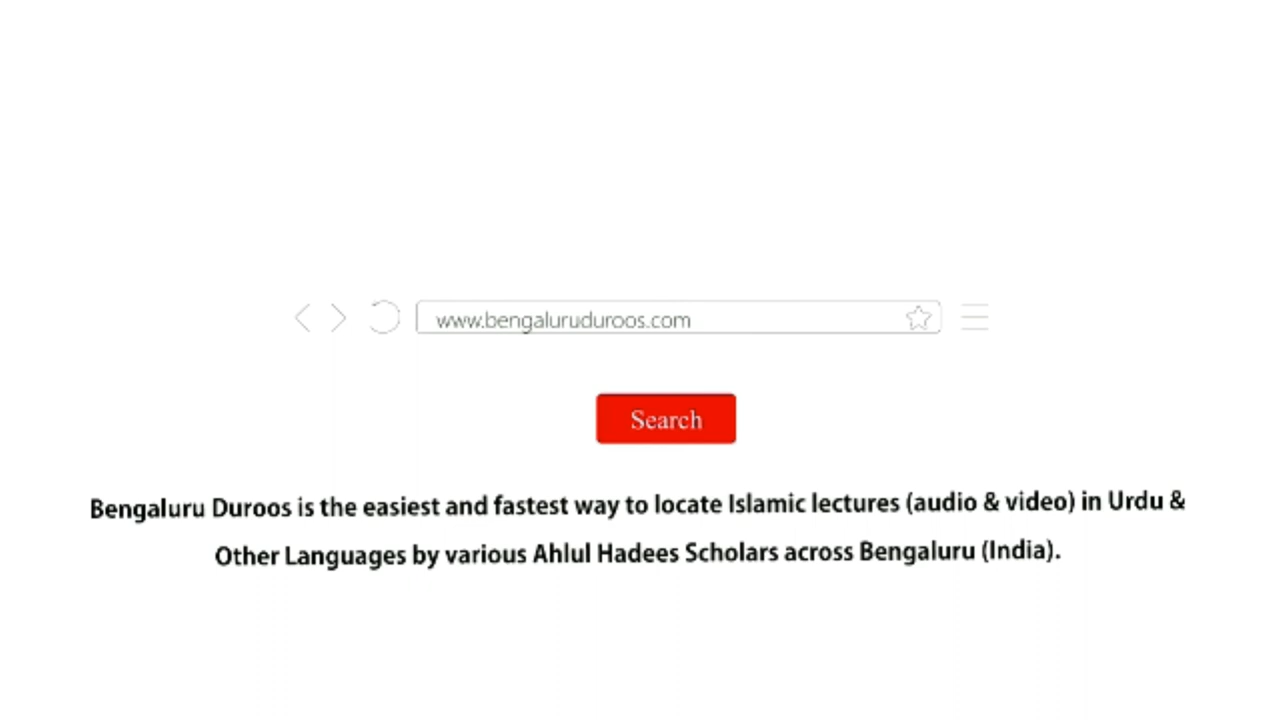 www.bengaluruduroos.com
Search
Bengaluru Duroos is the easiest and fastest way to locate Islamic lectures (audio & video) in Urdu &
Other Languages by various Ahlul Hadees Scholars across Bengaluru (India).